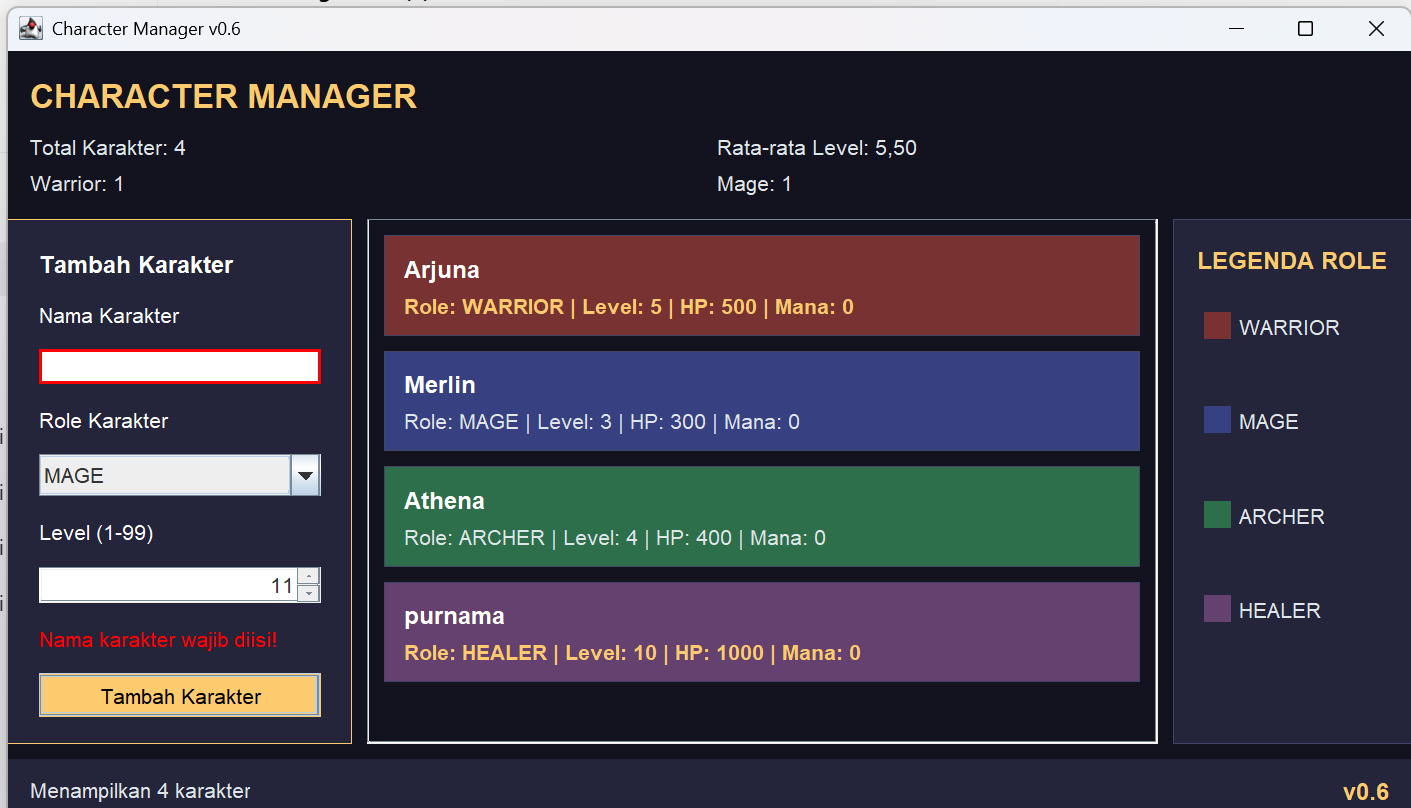 Character Manager v0.6
CHARACTER MANAGER
Total Karakter: 4
Rata-rata Level: 5,50
Warrior: 1
Mage: 1
Tambah Karakter
Nama Karakter
Role Karakter
MAGE
Level (1-99)
11
Nama karakter wajib diisi!
Tambah Karakter
Arjuna
Role: WARRIOR | Level: 5 | HP: 500 | Mana: 0
Merlin
Role: MAGE | Level: 3 | HP: 300 | Mana: 0
Athena
Role: ARCHER | Level: 4 | HP: 400 | Mana: 0
purnama
Role: HEALER | Level: 10 | HP: 1000 | Mana: 0
LEGENDA ROLE
WARRIOR
MAGE
ARCHER
HEALER
Menampilkan 4 karakter
v0.6